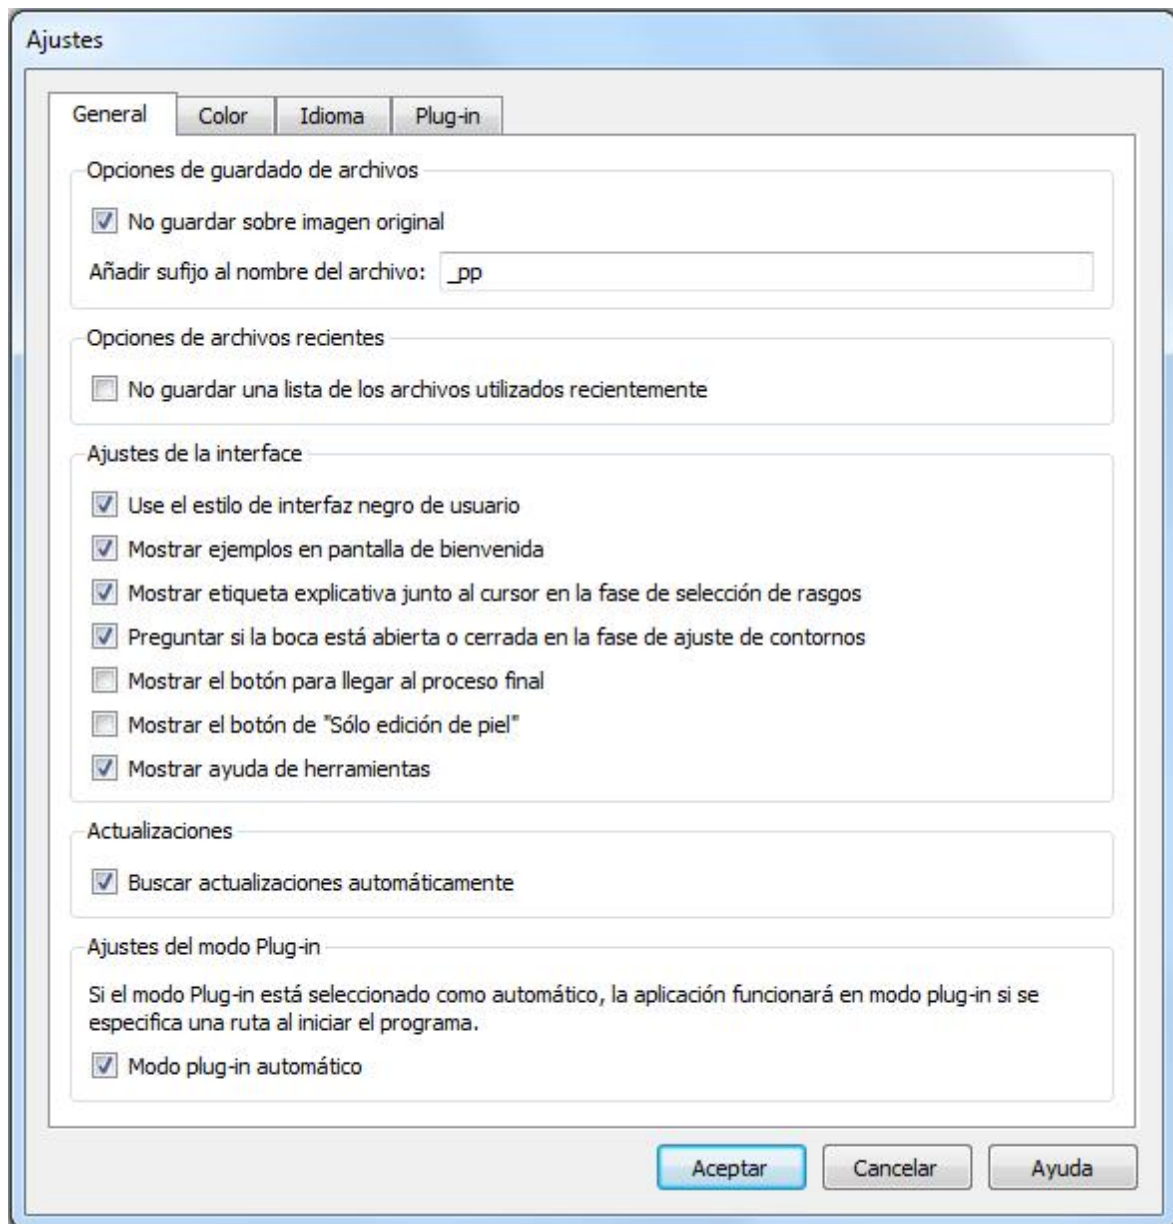 Ajustes
General Color Idioma Plug-in
Opciones de guardado de archivos
No guardar sobre imagen original
Añadir sufijo al nombre del archivo: _pp
Opciones de archivos recientes
No guardar una lista de los archivos utilizados recientemente
Ajustes de la interface
Use el estilo de interfaz negro de usuario
Mostrar ejemplos en pantalla de bienvenida
Mostrar etiqueta explicativa junto al cursor en la fase de selección de rasgos
Preguntar si la boca está abierta o cerrada en la fase de ajuste de contornos
Mostrar el botón para llegar al proceso final
Mostrar el botón de "Sólo edición de piel"
Mostrar ayuda de herramientas
Actualizaciones
Buscar actualizaciones automáticamente
Ajustes del modo Plug-in
Si el modo Plug-in está seleccionado como automático, la aplicación funcionará en modo plug-in si se
especifica una ruta al iniciar el programa.
Modo plug-in automático
Aceptar Cancelar Ayuda